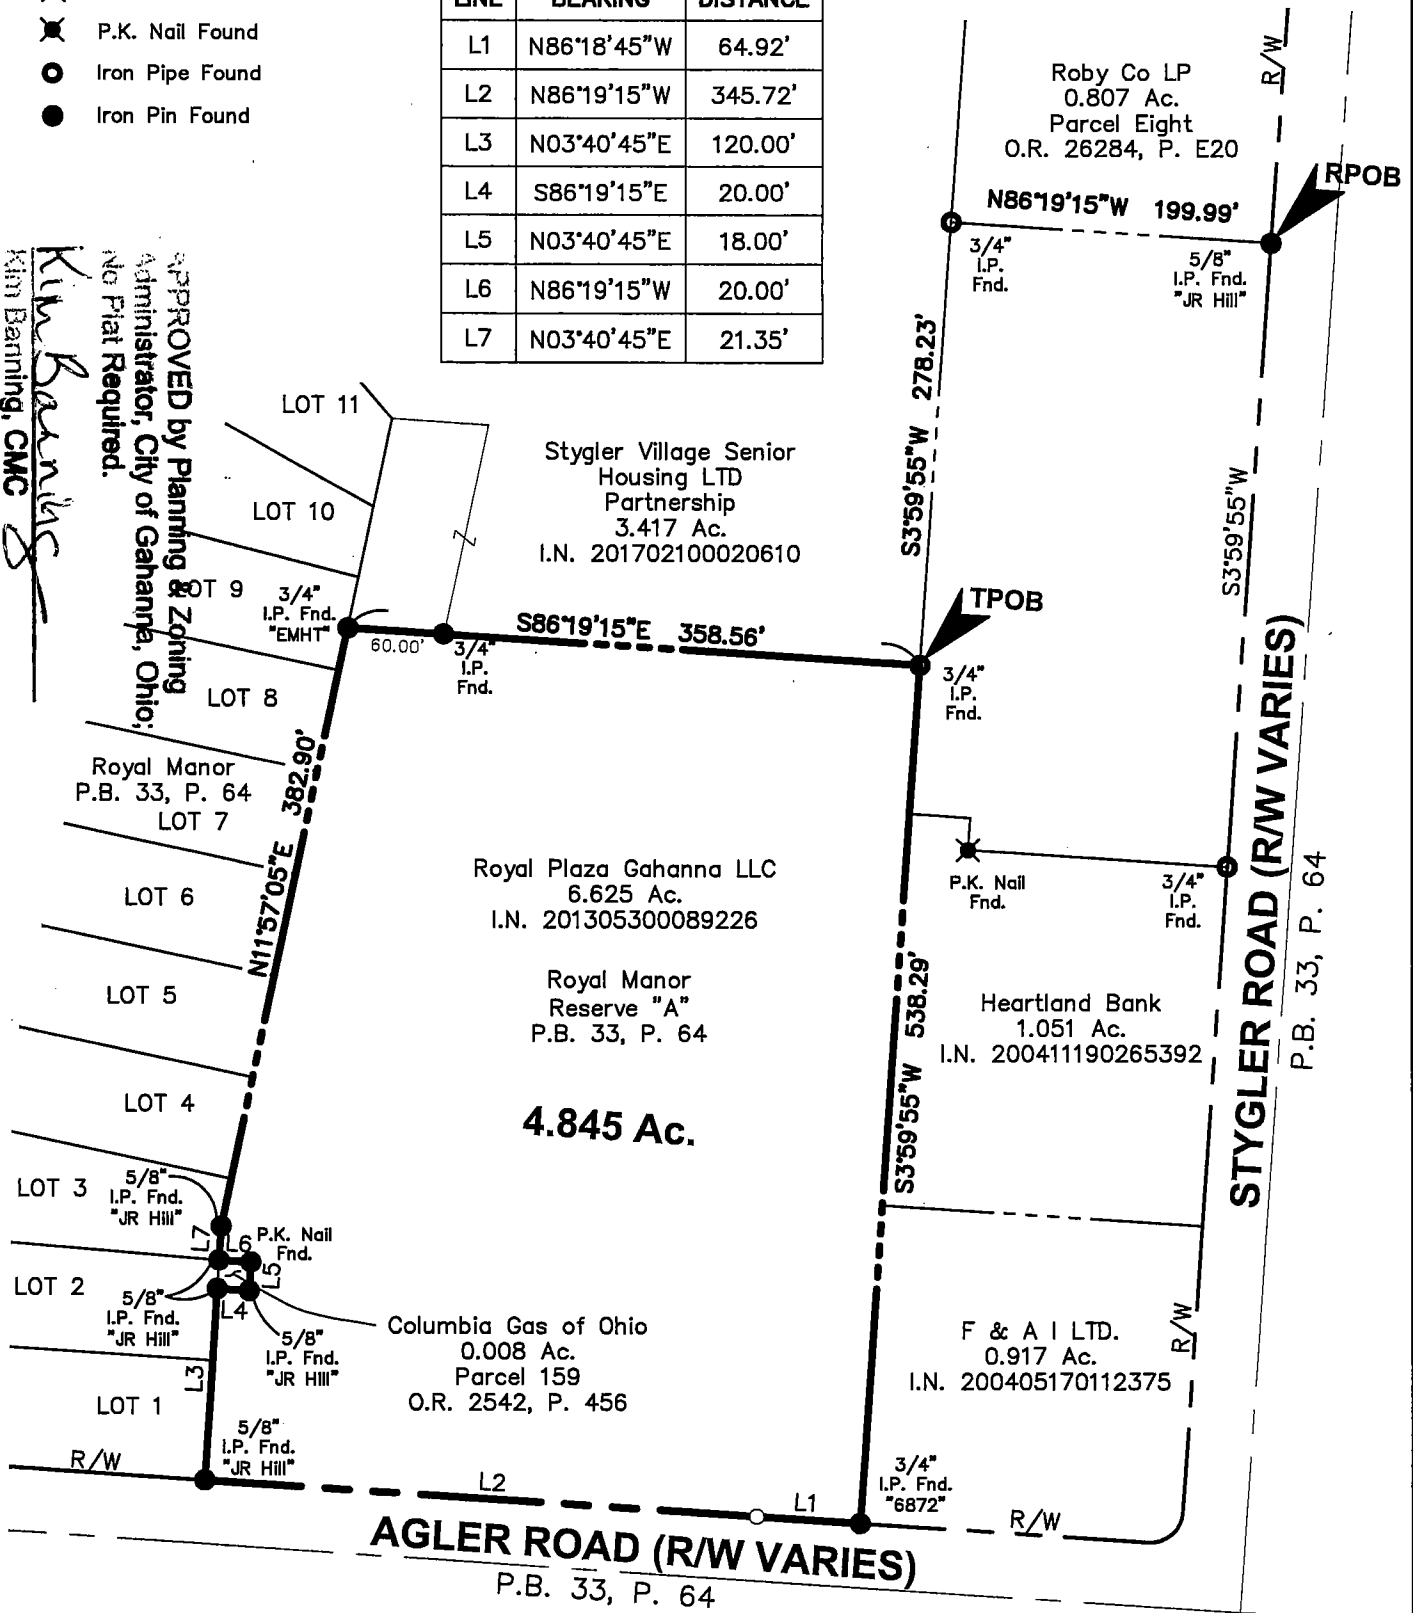 LINE BEARING DISTANCE
L1 N86°18'45"W 64.92'
L2 N86°19'15"W 345.72'
L3 N03°40'45"E 120.00'
L4 S86°19'15"E 20.00'
L5 N03°40'45"E 18.00'
L6 N86°19'15"W 20.00'
L7 N03°40'45"E 21.35'
P.K. Nail Found
Iron Pipe Found
Iron Pin Found
R/W
Roby Co LP
0.807 Ac.
Parcel Eight
O.R. 26284, P. E20
RPOB
N86°19'15"W 199.99'
3/4"
I.P.
Fnd.
5/8"
I.P. Fnd.
"JR Hill"
S3°59'55"W 278.23'
S3°59'55"W
APPROVED by Planning & Zoning
Administrator, City of Gahanna, Ohio;
No Plat Required.
Kim Banning
Kim Banning, CMC
LOT 11
LOT 10
LOT 9
LOT 8
Royal Manor
P.B. 33, P. 64
LOT 7
LOT 6
LOT 5
LOT 4
LOT 3
LOT 2
LOT 1
Stygler Village Senior
Housing LTD
Partnership
3.417 Ac.
I.N. 201702100020610
3/4"
I.P. Fnd.
"EMHT"
60.00'
3/4"
I.P.
Fnd.
S86°19'15"E 358.56'
TPOB
3/4"
I.P.
Fnd.
N11°57'05"E 382.90'
Royal Plaza Gahanna LLC
6.625 Ac.
I.N. 201305300089226
Royal Manor
Reserve "A"
P.B. 33, P. 64
4.845 Ac.
S3°59'55"W 538.29'
P.K. Nail
Fnd.
3/4"
I.P.
Fnd.
Heartland Bank
1.051 Ac.
I.N. 200411190265392
STYGLER ROAD (R/W VARIES)
P.B. 33, P. 64
5/8"
I.P. Fnd.
"JR Hill"
L7
L6
P.K. Nail
Fnd.
L5
L4
5/8"
I.P. Fnd.
"JR Hill"
5/8"
I.P. Fnd.
"JR Hill"
L3
Columbia Gas of Ohio
0.008 Ac.
Parcel 159
O.R. 2542, P. 456
F & A I LTD.
0.917 Ac.
I.N. 200405170112375
R/W
5/8"
I.P. Fnd.
"JR Hill"
R/W
L2
L1
3/4"
I.P. Fnd.
"6872"
R/W
AGLER ROAD (R/W VARIES)
P.B. 33, P. 64